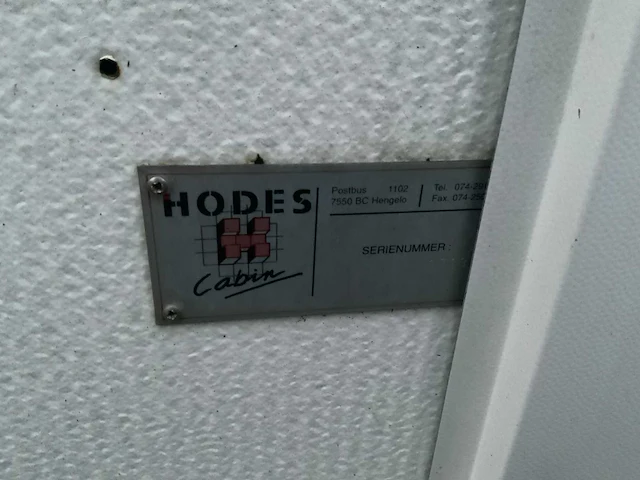 HODES
Cabin
Postbus 1102
7550 BC Hengelo
Tel. 074-
Fax. 074-
SERIENUMMER :